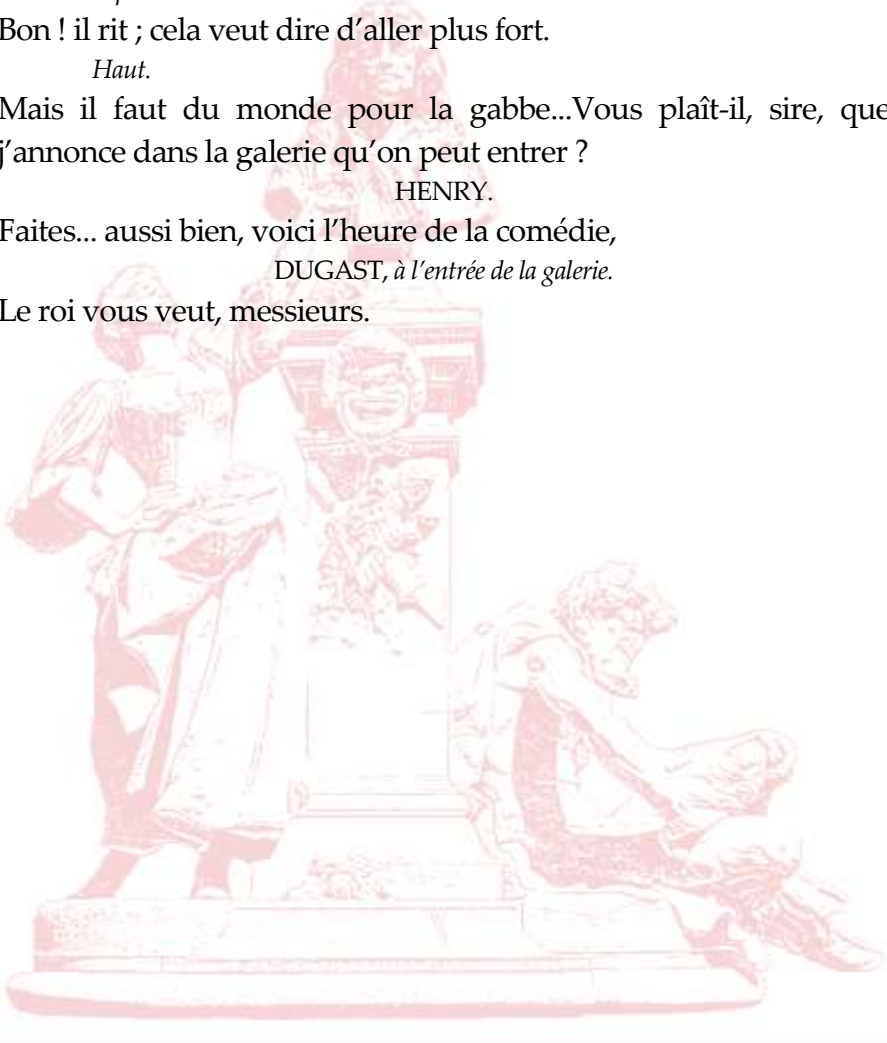 Bon ! il rit ; cela veut dire d’aller plus fort.
Haut.
Mais il faut du monde pour la gabbe...Vous plaît-il, sire, que
j’annonce dans la galerie qu’on peut entrer ?
HENRY.
Faites... aussi bien, voici l’heure de la comédie,
DUGAST, à l’entrée de la galerie.
Le roi vous veut, messieurs.